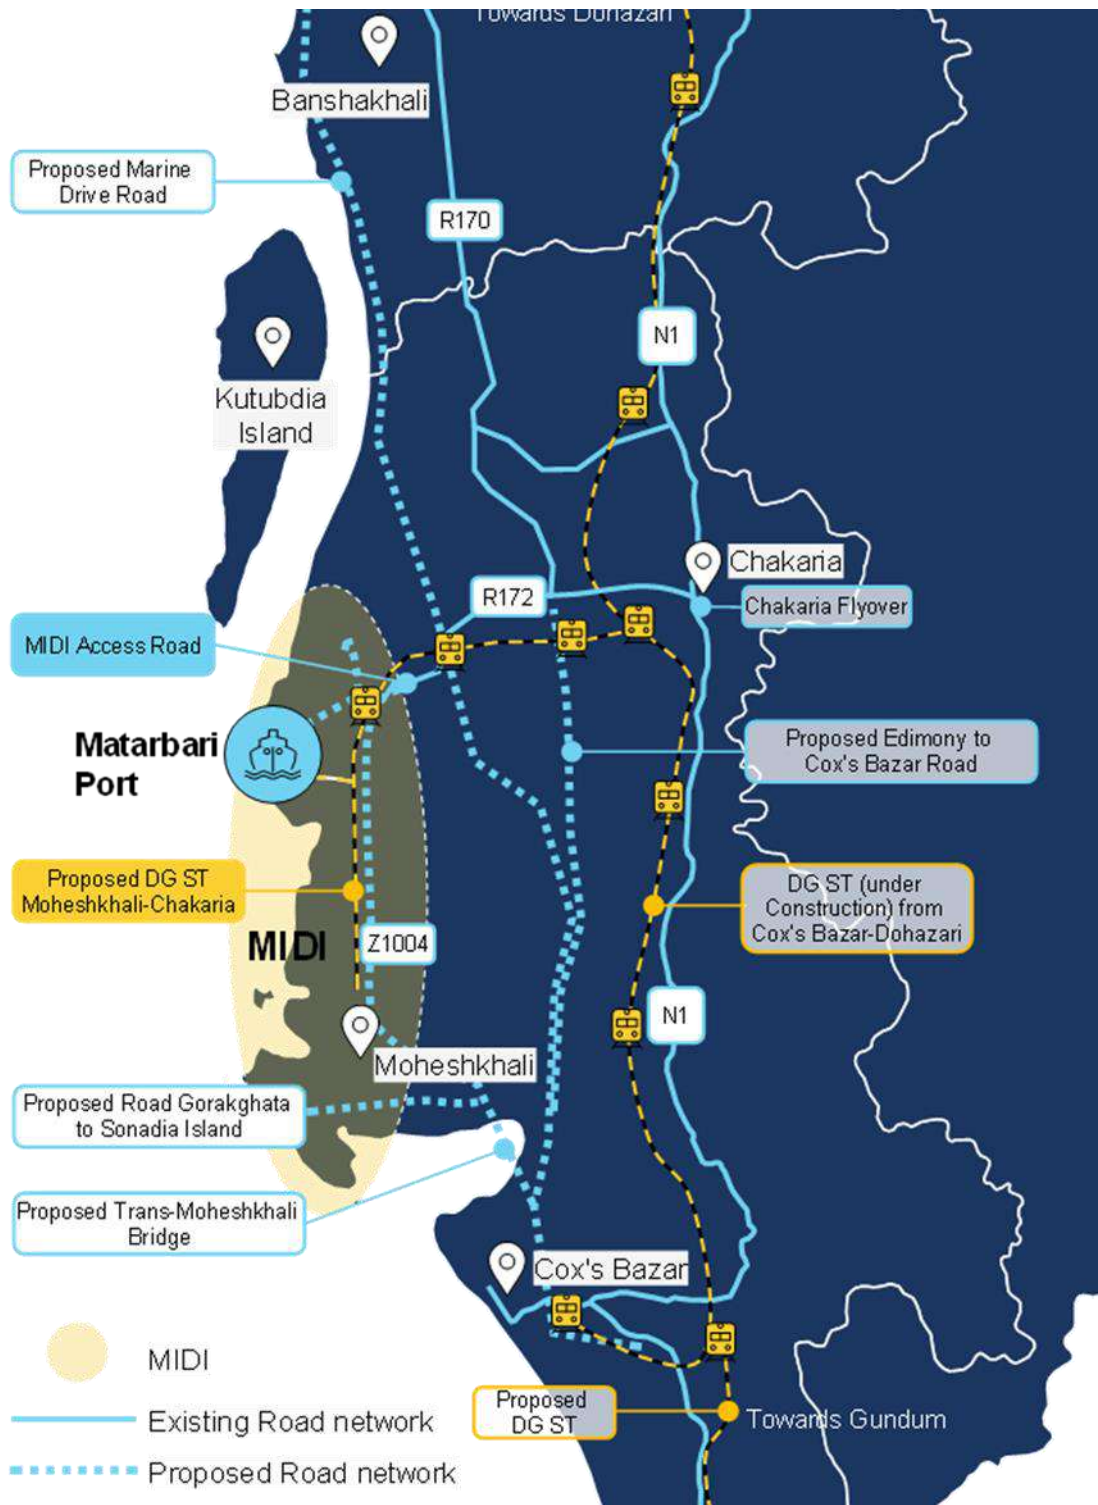 Towards Dohazari
Banshakhali
Proposed Marine
Drive Road
R170
N1
Kutubdia
Island
Chakaria
R172
Chakaria Flyover
MIDI Access Road
Matarbari
Port
Proposed Edimony to
Cox's Bazar Road
Proposed DG ST
Moheshkhali-Chakaria
DG ST (under
Construction) from
Cox's Bazar-Dohazari
MIDI
Z1004
N1
Moheshkhali
Proposed Road Gorakghata
to Sonadia Island
Proposed Trans-Moheshkhali
Bridge
Cox's Bazar
MIDI
Proposed
DG ST
Towards Gundum
Existing Road network
Proposed Road network